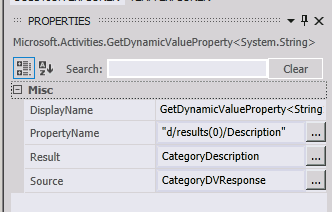 PROPERTIES
Microsoft.Activities.GetDynamicValueProperty<System.String>
Search: Clear
Misc
DisplayName GetDynamicValueProperty<String
PropertyName "d/results(0)/Description" ...
Result CategoryDescription ...
Source CategoryDVResponse ...